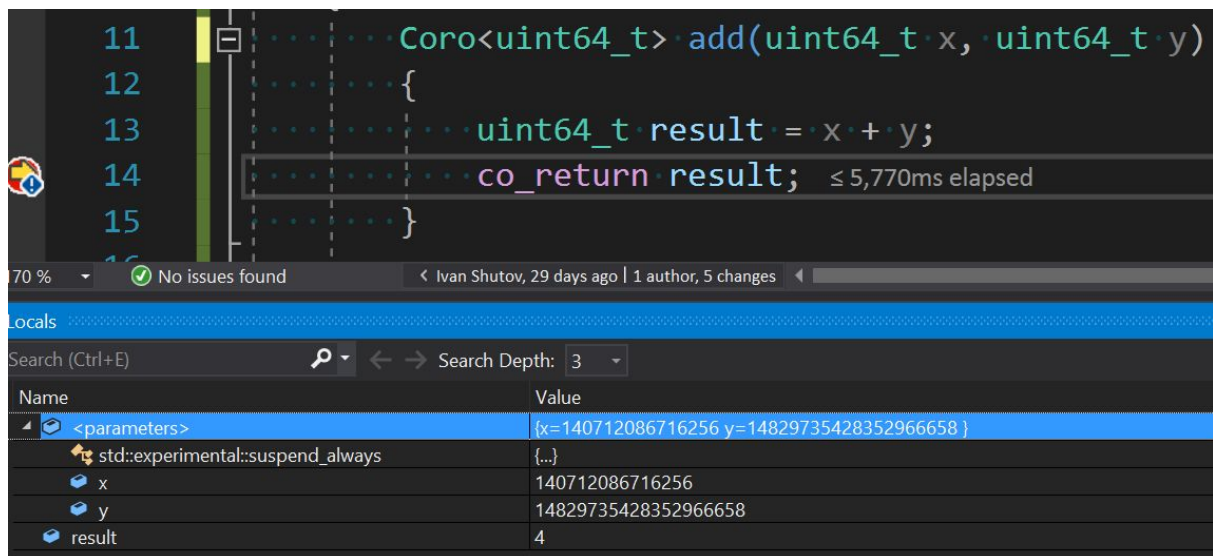 11 Coro<uint64_t> add(uint64_t x, uint64_t y)
12 {
13 uint64_t result = x + y;
14 co_return result; ≤ 5,770ms elapsed
15 }
170 % No issues found < Ivan Shutov, 29 days ago | 1 author, 5 changes
Locals
Search (Ctrl+E) Search Depth: 3
Name Value
<parameters> {x=140712086716256 y=14829735428352966658 }
std::experimental::suspend_always {...}
x 140712086716256
y 14829735428352966658
result 4